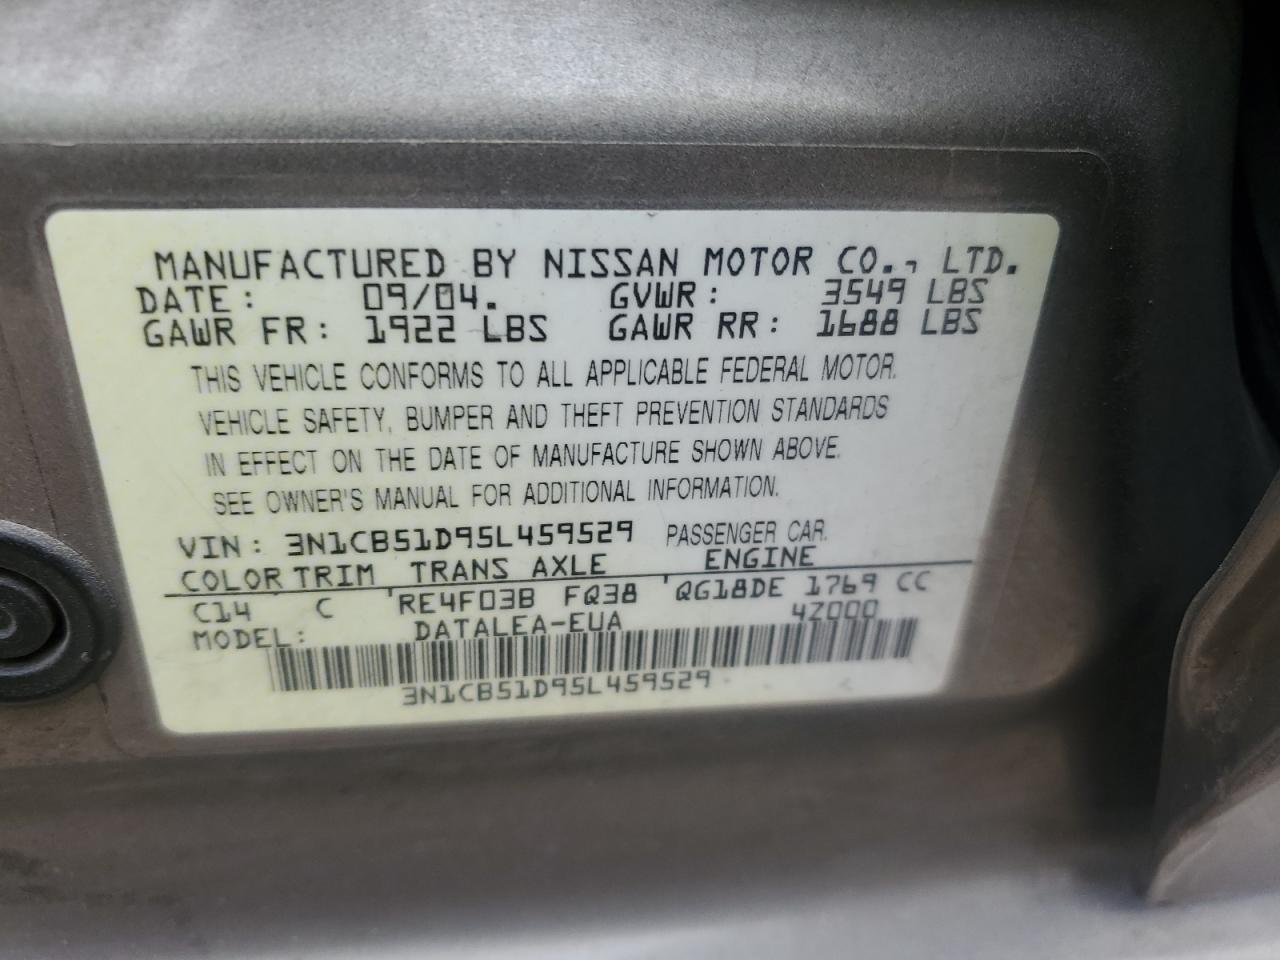 MANUFACTURED BY NISSAN MOTOR CO., LTD.
DATE: 09/04. GVWR: 3549 LBS
GAWR FR: 1922 LBS GAWR RR: 1688 LBS
THIS VEHICLE CONFORMS TO ALL APPLICABLE FEDERAL MOTOR.
VEHICLE SAFETY, BUMPER AND THEFT PREVENTION STANDARDS
IN EFFECT ON THE DATE OF MANUFACTURE SHOWN ABOVE.
SEE OWNER'S MANUAL FOR ADDITIONAL INFORMATION.
VIN: 3N1CB51D95L459529 PASSENGER CAR.
COLOR TRIM TRANS AXLE ENGINE
C14 C RE4F03B FQ38 QG18DE 1769 CC
MODEL: DATALEA-EUA 4Z000
3N1CB51D95L459529